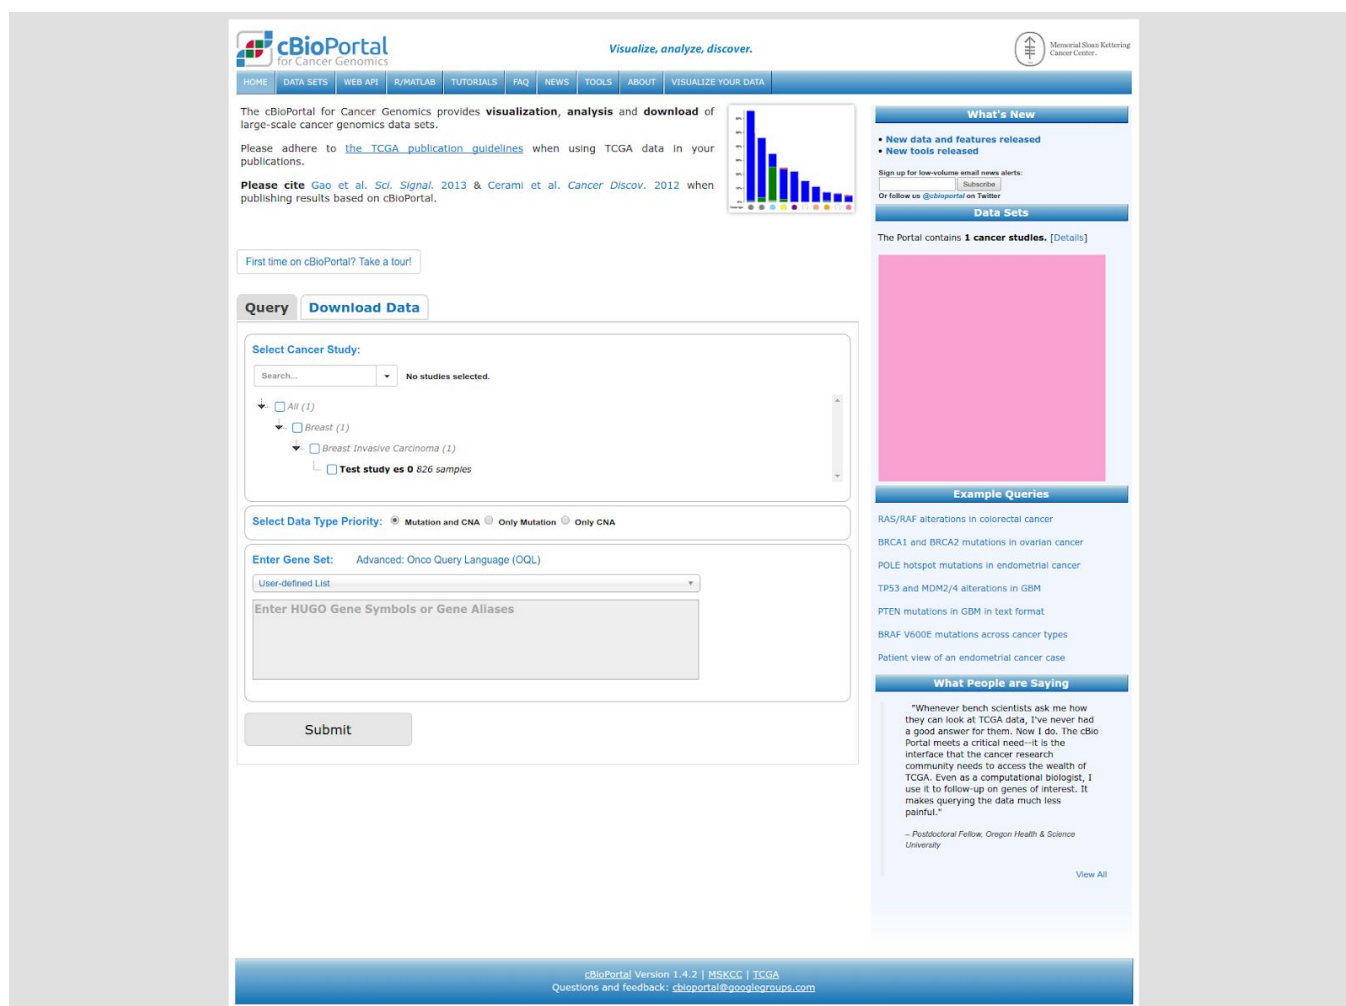 cBioPortal
for Cancer Genomics
Visualize, analyze, discover.
Memorial Sloan Kettering
Cancer Center.
HOME DATA SETS WEB API R/MATLAB TUTORIALS FAQ NEWS TOOLS ABOUT VISUALIZE YOUR DATA
The cBioPortal for Cancer Genomics provides visualization, analysis and download of
large-scale cancer genomics data sets.
Please adhere to the TCGA publication guidelines when using TCGA data in your
publications.
Please cite Gao et al. Sci. Signal. 2013 & Cerami et al. Cancer Discov. 2012 when
publishing results based on cBioPortal.
First time on cBioPortal? Take a tour!
Query Download Data
Select Cancer Study:
Search... No studies selected.
All (1)
Breast (1)
Breast Invasive Carcinoma (1)
Test study es 0 826 samples
Select Data Type Priority: Mutation and CNA Only Mutation Only CNA
Enter Gene Set: Advanced: Onco Query Language (OQL)
User-defined List
Enter HUGO Gene Symbols or Gene Aliases
Submit
What's New
• New data and features released
• New tools released
Sign up for low-volume email news alerts:
Subscribe
Or follow us @cbioportal on Twitter
Data Sets
The Portal contains 1 cancer studies. [Details]
Example Queries
RAS/RAF alterations in colorectal cancer
BRCA1 and BRCA2 mutations in ovarian cancer
POLE hotspot mutations in endometrial cancer
TP53 and MDM2/4 alterations in GBM
PTEN mutations in GBM in text format
BRAF V600E mutations across cancer types
Patient view of an endometrial cancer case
What People are Saying
"Whenever bench scientists ask me how
they can look at TCGA data, I've never had
a good answer for them. Now I do. The cBio
Portal meets a critical need--it is the
interface that the cancer research
community needs to access the wealth of
TCGA. Even as a computational biologist, I
use it to follow-up on genes of interest. It
makes querying the data much less
painful."
– Postdoctoral Fellow, Oregon Health & Science
University
View All
cBioPortal Version 1.4.2 | MSKCC | TCGA
Questions and feedback: cbioportal@googlegroups.com